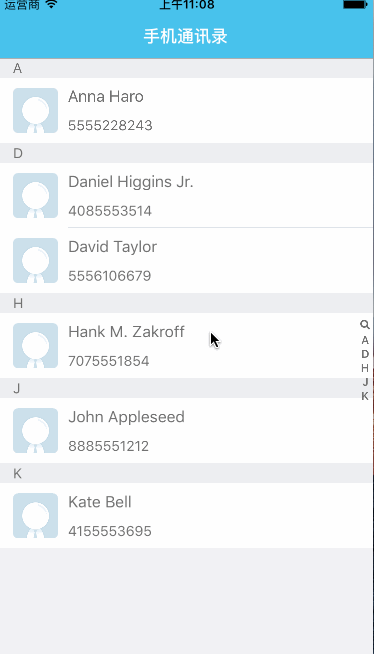 运营商 上午11:08
手机通讯录
A
Anna Haro
5555228243
D
Daniel Higgins Jr.
4085553514
David Taylor
5556106679
H
Hank M. Zakroff
7075551854
J
John Appleseed
8885551212
K
Kate Bell
4155553695
A
D
H
J
K